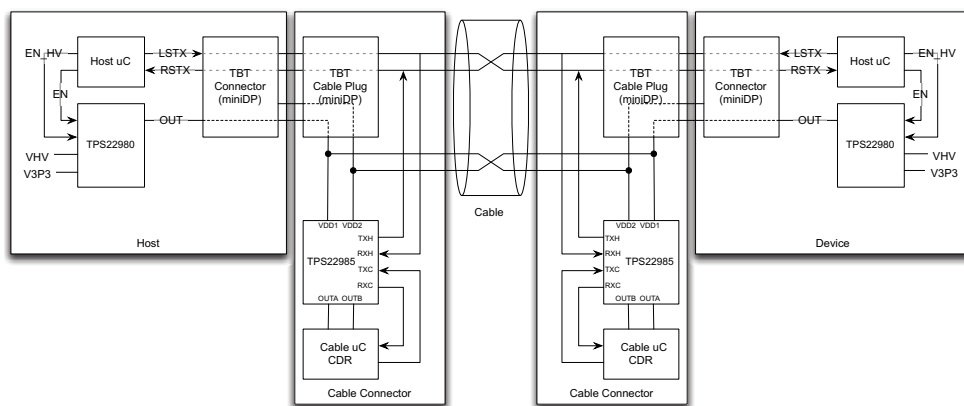 EN_HV
Host uC
LSTX
RSTX
EN
TPS22980
OUT
VHV
V3P3
TBT
Connector
(miniDP)
Host
TBT
Cable Plug
(miniDP)
VDD1
VDD2
TXH
RXH
TPS22985
TXC
RXC
OUTA
OUTB
Cable uC
CDR
Cable Connector
Cable
TBT
Cable Plug
(miniDP)
VDD2
VDD1
TXH
RXH
TPS22985
TXC
RXC
OUTB
OUTA
Cable uC
CDR
Cable Connector
TBT
Connector
(miniDP)
LSTX
RSTX
Host uC
EN_HV
EN
OUT
TPS22980
VHV
V3P3
Device